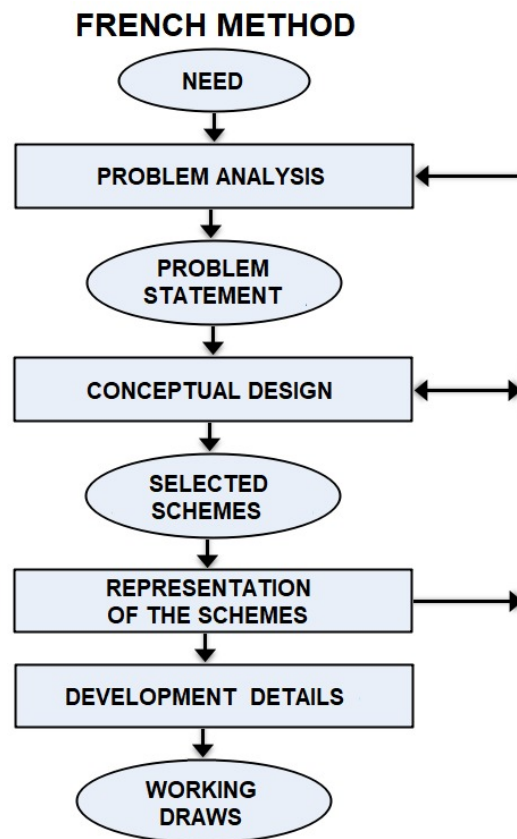 FRENCH METHOD
NEED
PROBLEM ANALYSIS
PROBLEM
STATEMENT
CONCEPTUAL DESIGN
SELECTED
SCHEMES
REPRESENTATION
OF THE SCHEMES
DEVELOPMENT DETAILS
WORKING
DRAWS